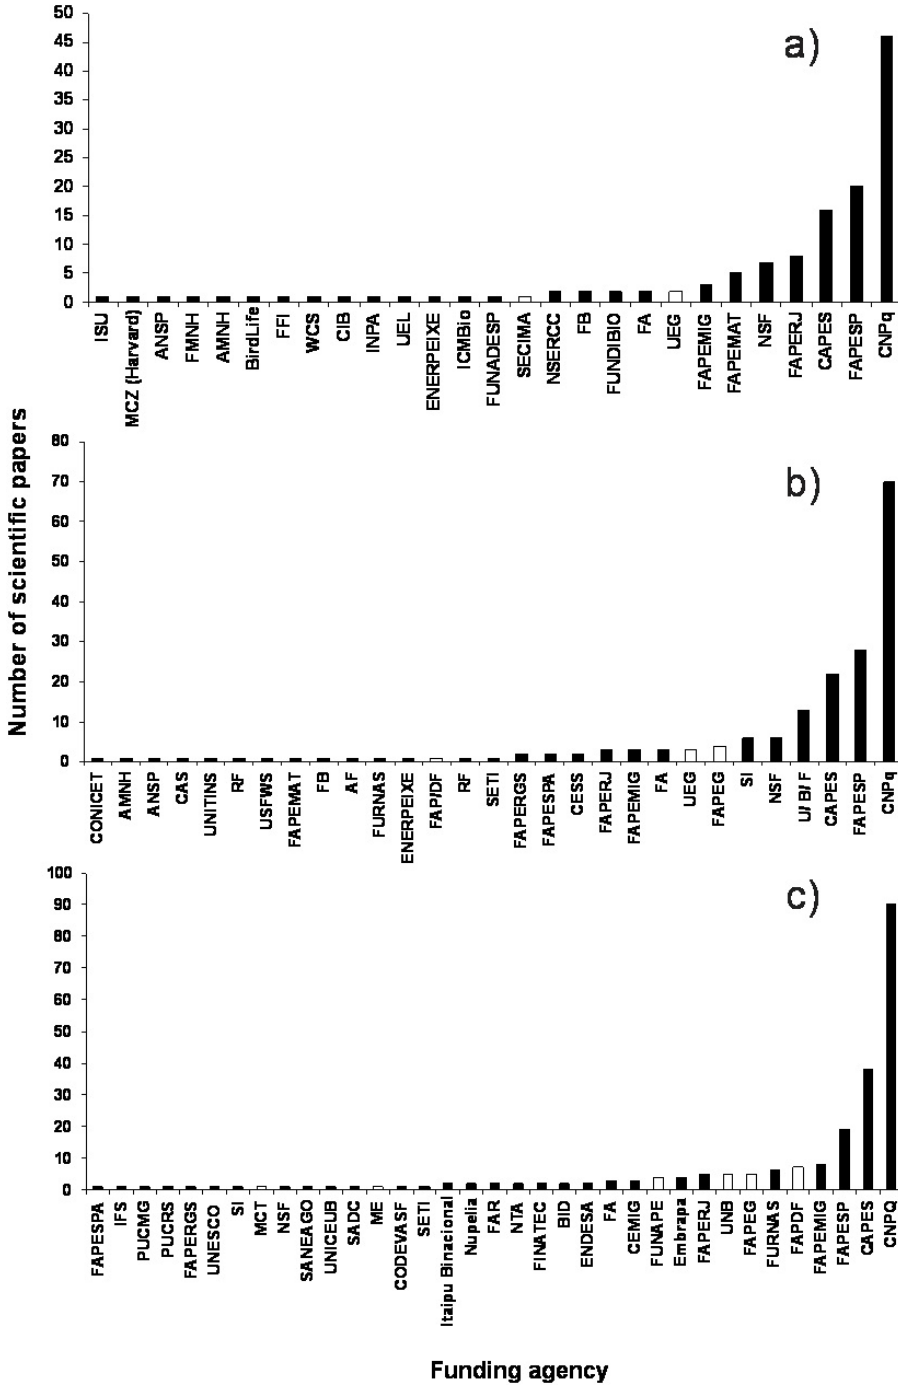 Number of scientific papers
a)
50
45
40
35
30
25
20
15
10
5
0
ISU
MCZ (Harvard)
ANSP
FMNH
AMNH
BirdLife
FFI
WCS
CIB
INPA
UEL
ENERPEIXE
ICMBio
FUNADESP
SECIMA
NSERCC
FB
FUNDIBIO
FA
UEG
FAPEMIG
FAPEMAT
NSF
FAPERJ
CAPES
FAPESP
CNPq
b)
80
70
60
50
40
30
20
10
0
CONICET
AMNH
ANSP
CAS
UNITINS
RF
USFWS
FAPEMAT
FB
AF
FURNAS
ENERPEIXE
FAP/DF
RF
SETI
FAPERGS
FAPESPA
CESS
FAPERJ
FAPEMIG
FA
UEG
FAPEG
SI
NSF
U/ B/ F
CAPES
FAPESP
CNPq
c)
100
90
80
70
60
50
40
30
20
10
0
FAPESPA
IFS
PUCMG
PUCRS
FAPERGS
UNESCO
SI
MCT
NSF
SANEAGO
UNICEUB
SADC
ME
CODEVASF
SETI
Itaipu Binacional
Nupelia
FAR
NTA
FINATEC
BID
ENDESA
FA
CEMIG
FUNAPE
Embrapa
FAPERJ
UNB
FAPEG
FURNAS
FAPDF
FAPEMIG
FAPESP
CAPES
CNPQ
Funding agency